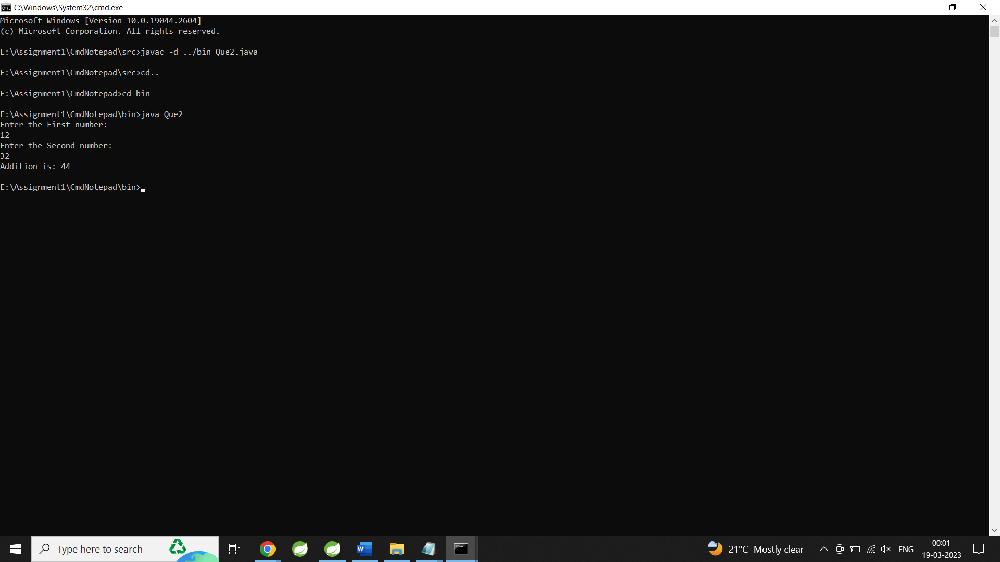 C:\Windows\System32\cmd.exe
Microsoft Windows [Version 10.0.19044.2604]
(c) Microsoft Corporation. All rights reserved.
E:\Assignment1\CmdNotepad\src>javac -d ../bin Que2.java
E:\Assignment1\CmdNotepad\src>cd..
E:\Assignment1\CmdNotepad>cd bin
E:\Assignment1\CmdNotepad\bin>java Que2
Enter the First number:
12
Enter the Second number:
32
Addition is: 44
E:\Assignment1\CmdNotepad\bin>
Type here to search
21°C Mostly clear
ENG
00:01
19-03-2023